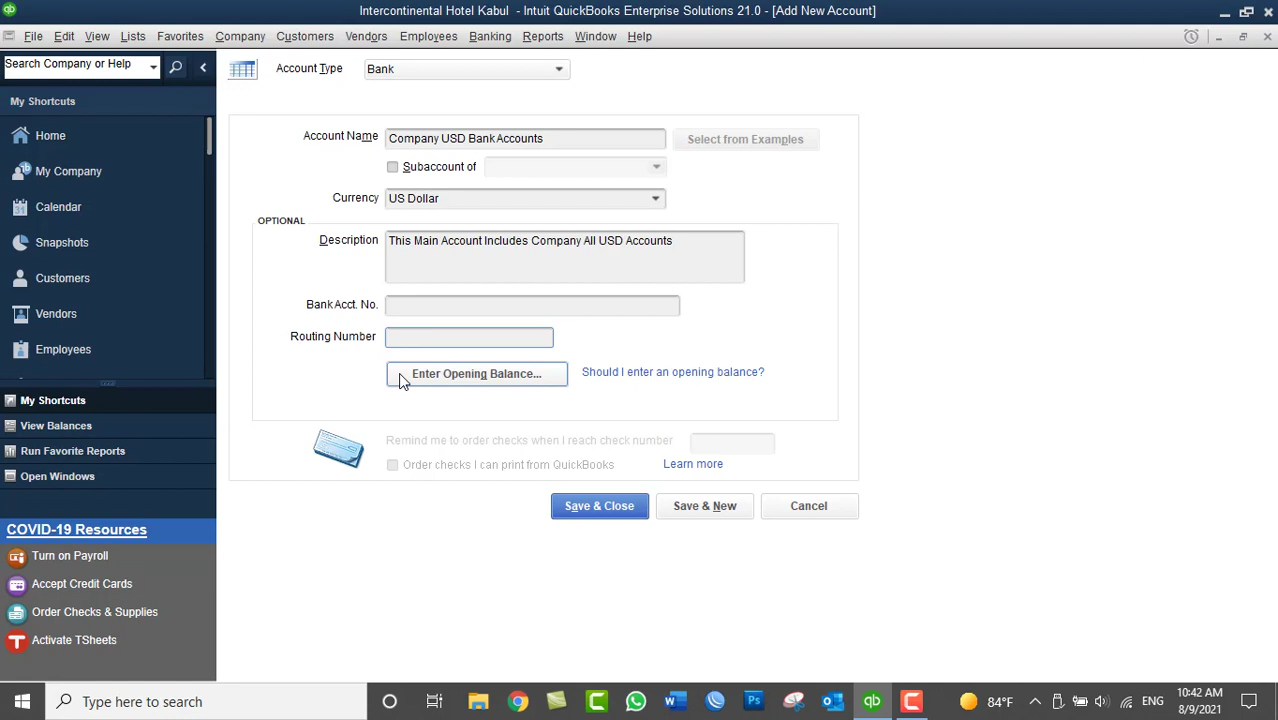 Intercontinental Hotel Kabul - Intuit QuickBooks Enterprise Solutions 21.0 - [Add New Account]
File Edit View Lists Favorites Company Customers Vendors Employees Banking Reports Window Help
Search Company or Help
My Shortcuts
Home
My Company
Calendar
Snapshots
Customers
Vendors
Employees
My Shortcuts
View Balances
Run Favorite Reports
Open Windows
COVID-19 Resources
Turn on Payroll
Accept Credit Cards
Order Checks & Supplies
Activate TSheets
Account Type Bank
Account Name Company USD Bank Accounts Select from Examples
Subaccount of
Currency US Dollar
OPTIONAL
Description This Main Account Includes Company All USD Accounts
Bank Acct. No.
Routing Number
Enter Opening Balance... Should I enter an opening balance?
Remind me to order checks when I reach check number
Order checks I can print from QuickBooks Learn more
Save & Close Save & New Cancel
Type here to search
84°F ENG 10:42 AM
8/9/2021